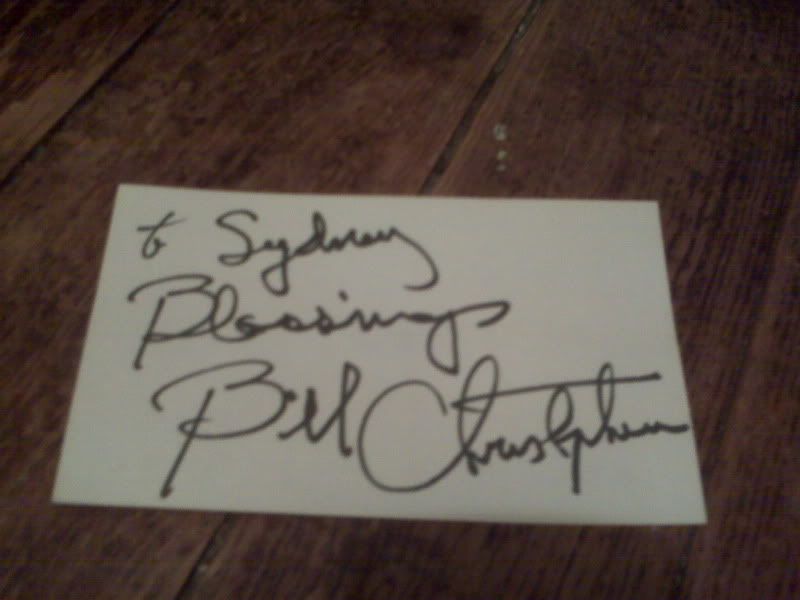 to Sydney
Blessings
Bill Christopher